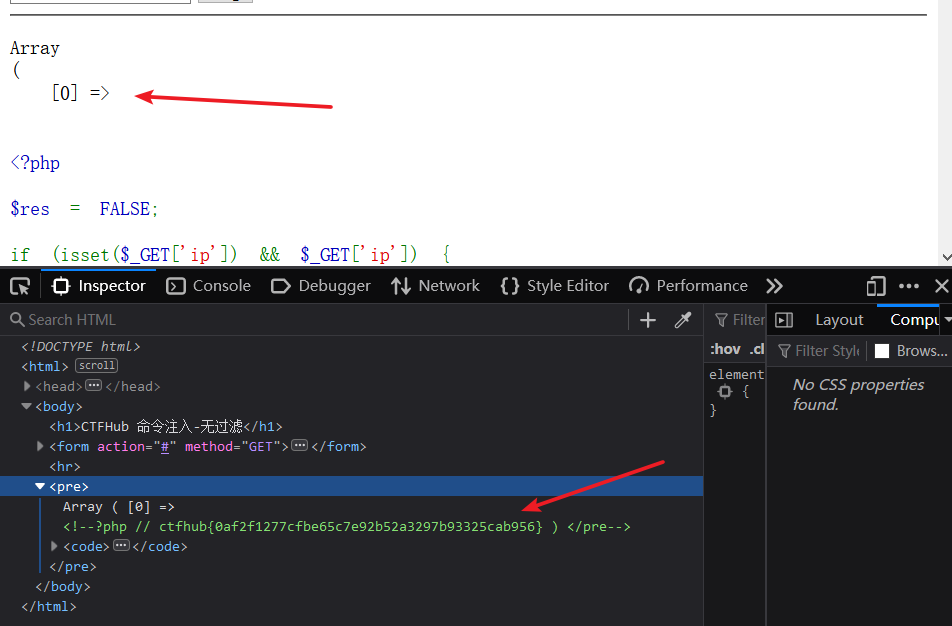 Array
(
    [0] =>
<?php
$res = FALSE;
if (isset($_GET['ip']) && $_GET['ip']) {
Inspector Console Debugger Network Style Editor Performance
Search HTML
Filter
Layout Compu
:hov .cl
Filter Style
Brows...
<!DOCTYPE html>
<html> scroll
<head> ... </head>
<body>
<h1>CTFHub 命令注入-无过滤</h1>
<form action="#" method="GET"> ... </form>
<hr>
<pre>
Array ( [0] =>
<!--?php // ctfhub{0af2f1277cfbe65c7e92b52a3297b93325cab956} ) </pre-->
<code> ... </code>
</pre>
</body>
</html>
element
{
}
No CSS properties
found.